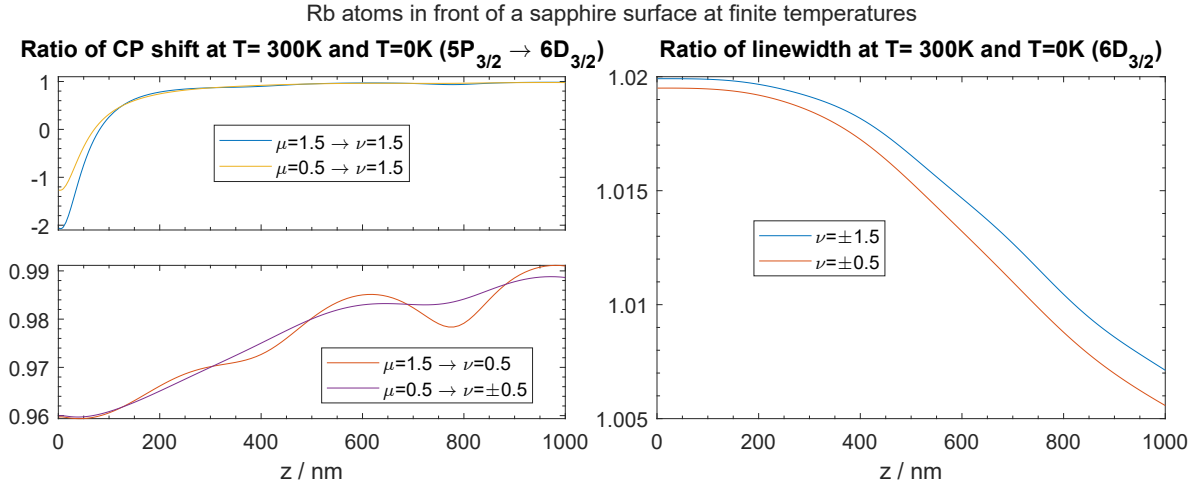 Rb atoms in front of a sapphire surface at finite temperatures
Ratio of CP shift at T= 300K and T=0K (5P3/2 → 6D3/2)
1
0
-1
-2
μ=1.5 → ν=1.5
μ=0.5 → ν=1.5
0.99
0.98
0.97
0.96
μ=1.5 → ν=0.5
μ=0.5 → ν=±0.5
0 200 400 600 800 1000
z / nm
Ratio of linewidth at T= 300K and T=0K (6D3/2)
1.02
1.015
1.01
1.005
ν=±1.5
ν=±0.5
0 200 400 600 800 1000
z / nm